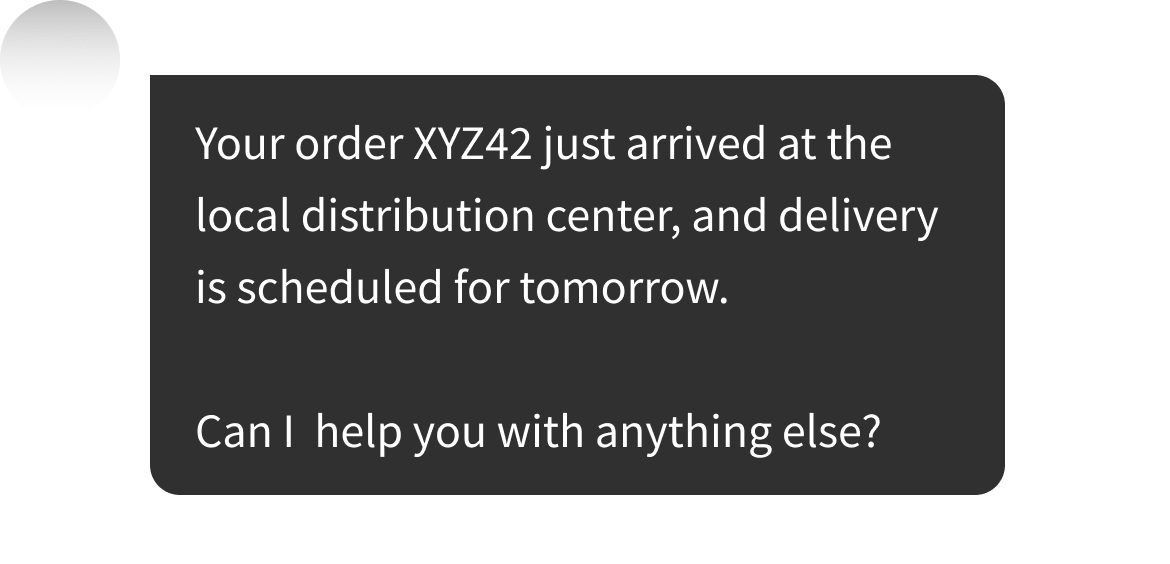 Your order XYZ42 just arrived at the
local distribution center, and delivery
is scheduled for tomorrow.
Can I  help you with anything else?